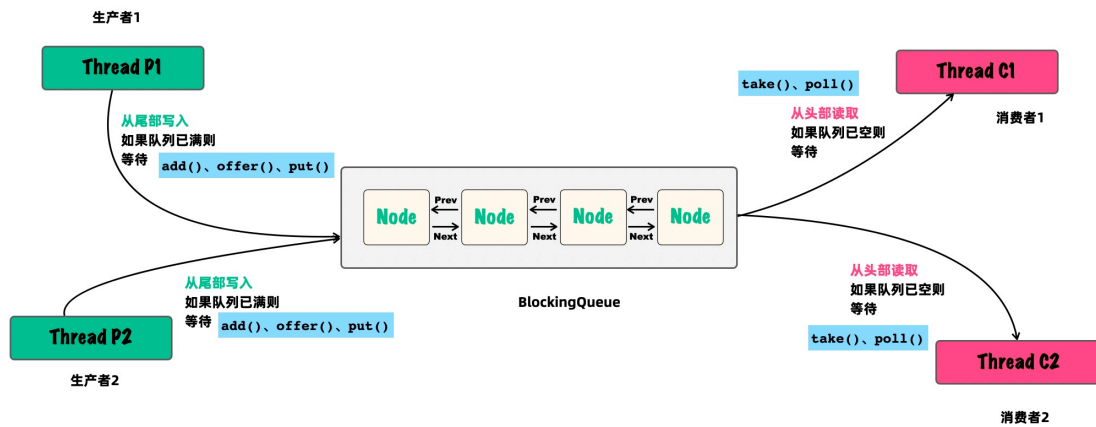 生产者1
Thread P1
从尾部写入
如果队列已满则
等待 add()、offer()、put()
take()、poll()
从头部读取
如果队列已空则
等待
Thread C1
消费者1
Node
Prev
Next
Node
Prev
Next
Node
Prev
Next
Node
BlockingQueue
从尾部写入
如果队列已满则
等待 add()、offer()、put()
Thread P2
生产者2
从头部读取
如果队列已空则
等待
take()、poll()
Thread C2
消费者2